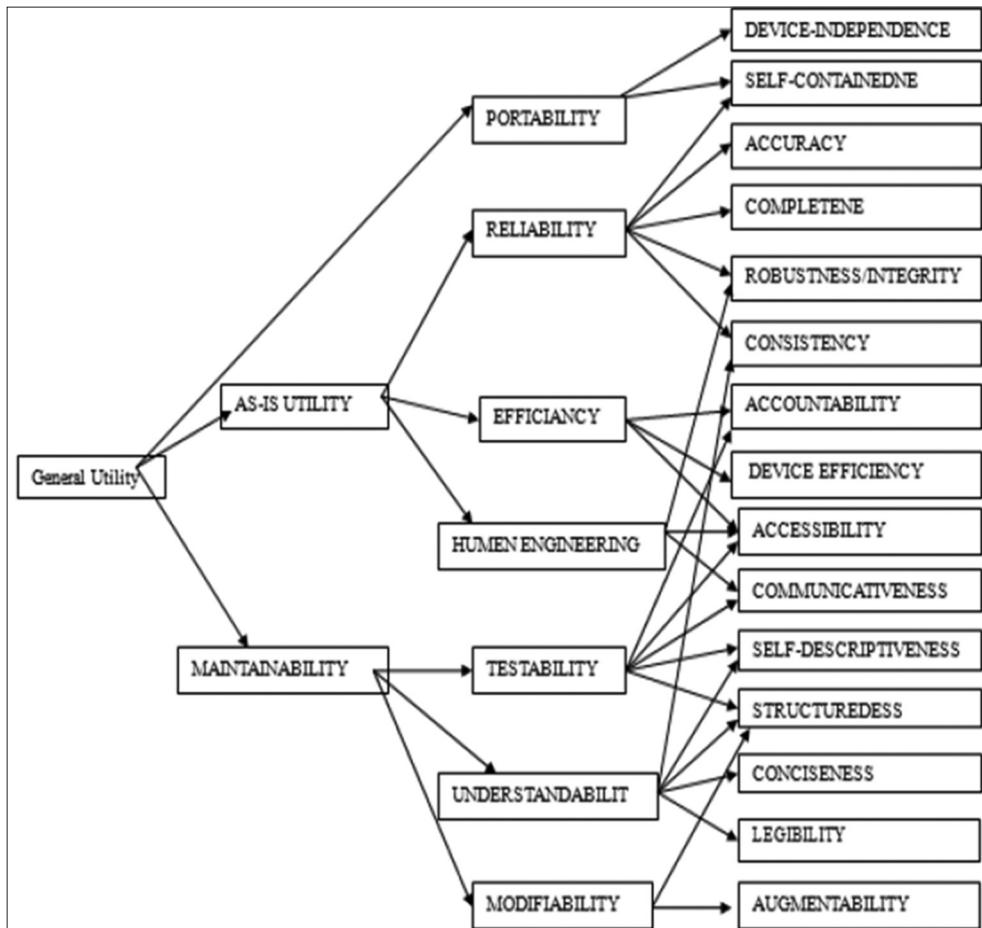 DEVICE-INDEPENDENCE
SELF-CONTAINEDNE
PORTABILITY
ACCURACY
COMPLETENE
RELIABILITY
ROBUSTNESS/INTEGRITY
CONSISTENCY
AS-IS UTILITY
EFFICIANCY
ACCOUNTABILITY
General Utility
DEVICE EFFICIENCY
HUMEN ENGINEERING
ACCESSIBILITY
COMMUNICATIVENESS
MAINTAINABILITY
TESTABILITY
SELF-DESCRIPTIVENESS
STRUCTUREDESS
UNDERSTANDABILIT
CONCISENESS
LEGIBILITY
MODIFIABILITY
AUGMENTABILITY